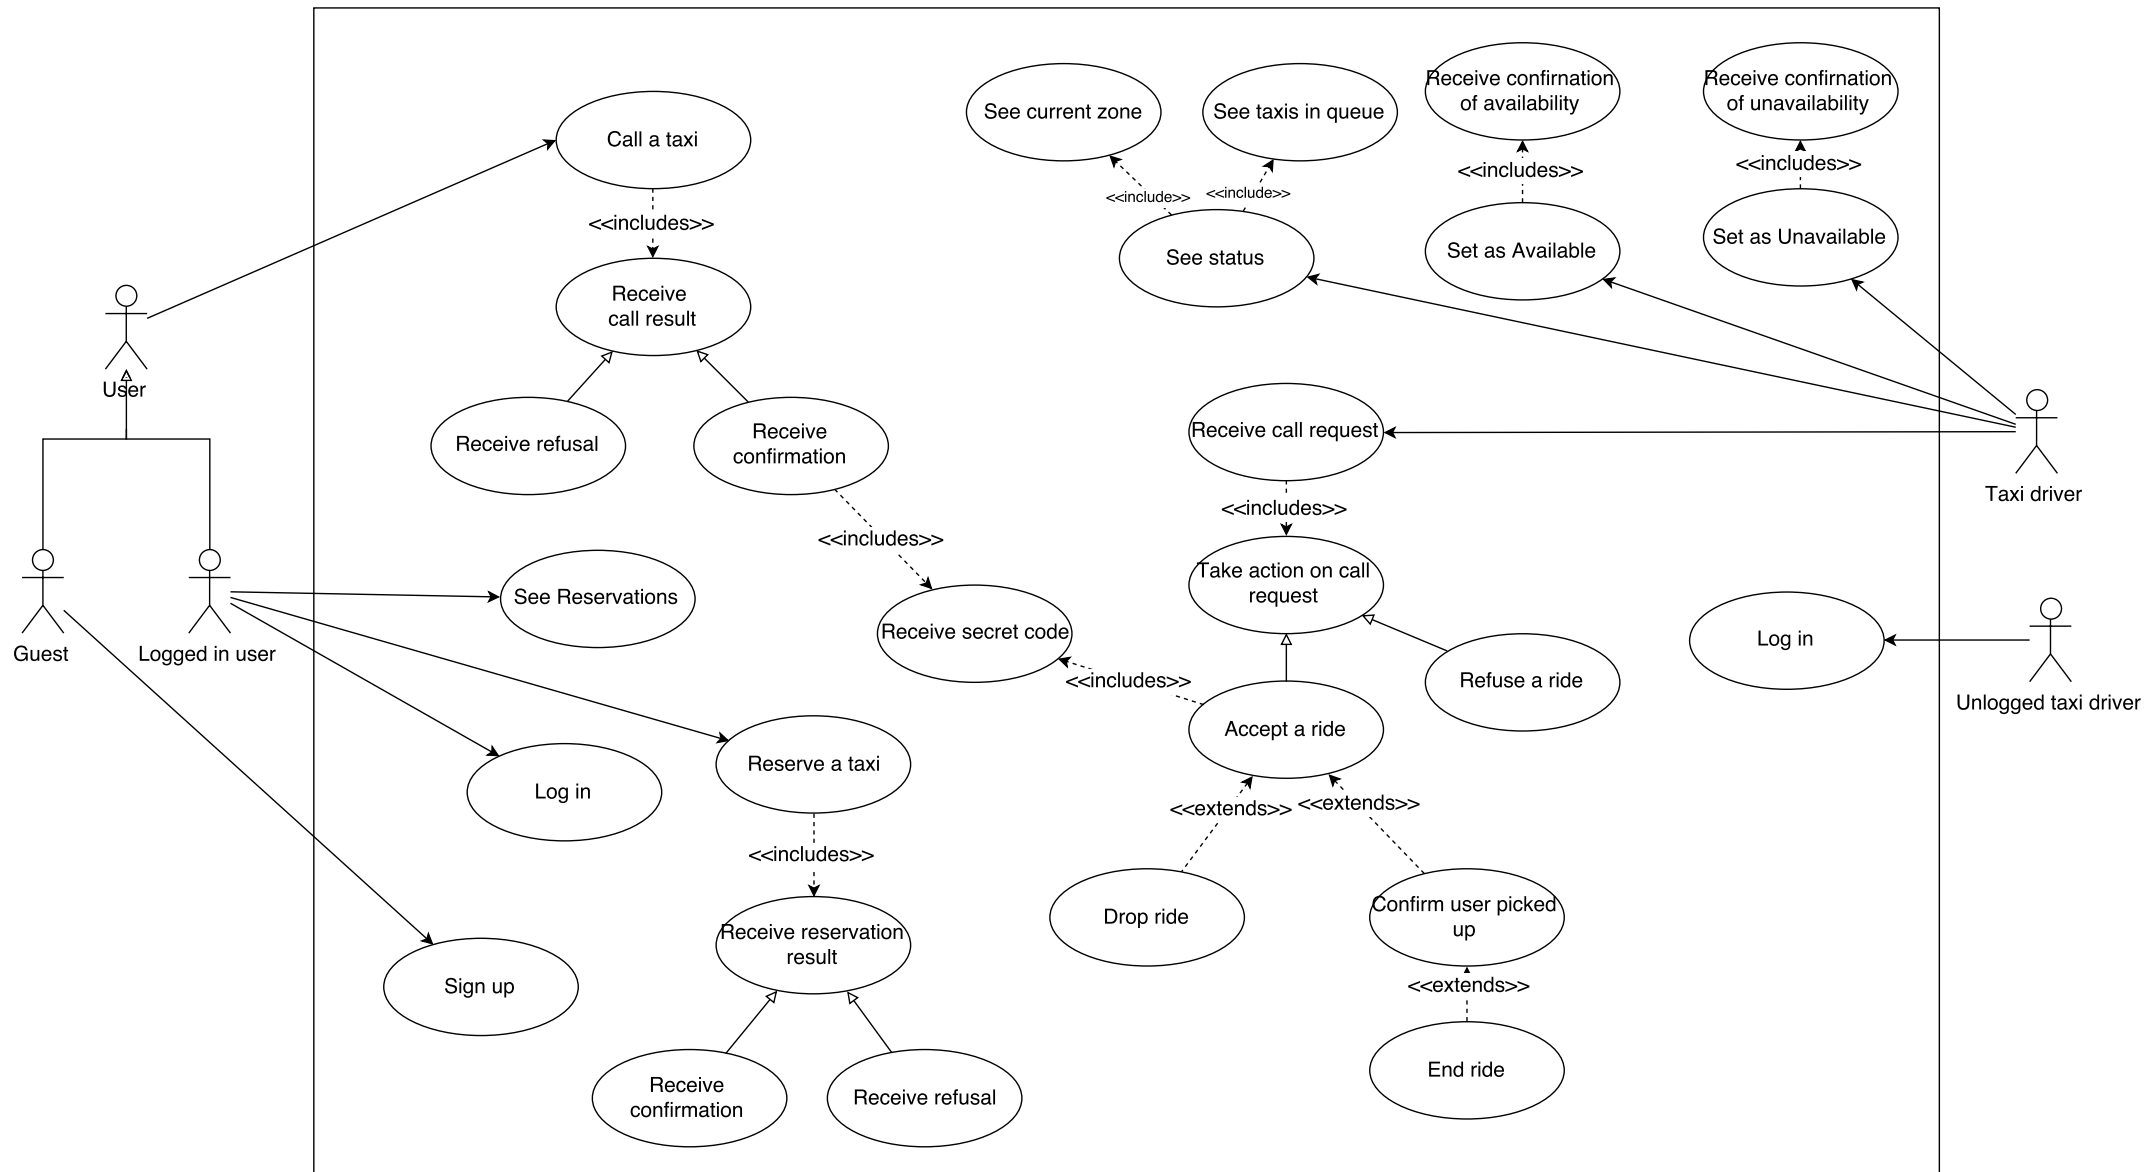 Receive confirnation
of availability
Receive confirnation
of unavailability
See current zone
See taxis in queue
Call a taxi
<<includes>>
<<includes>>
<<include>>
<<include>>
<<includes>>
See status
Set as Available
Set as Unavailable
Receive
call result
User
Receive refusal
Receive
confirmation
Receive call request
Taxi driver
<<includes>>
<<includes>>
See Reservations
Take action on call
request
Receive secret code
Log in
Guest
Logged in user
<<includes>>
Refuse a ride
Unlogged taxi driver
Accept a ride
Reserve a taxi
Log in
<<extends>>
<<extends>>
<<includes>>
Drop ride
Confirm user picked
up
Receive reservation
result
Sign up
<<extends>>
End ride
Receive
confirmation
Receive refusal